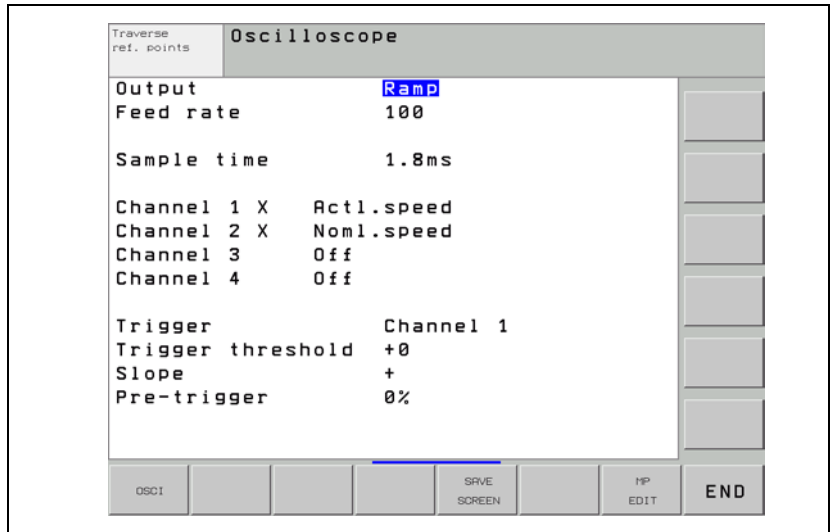 Traverse
ref. points
Oscilloscope
Output Ramp
Feed rate 100
Sample time 1.8ms
Channel 1 X Actl.speed
Channel 2 X Noml.speed
Channel 3 Off
Channel 4 Off
Trigger Channel 1
Trigger threshold +0
Slope +
Pre-trigger 0%
OSCI
SAVE
SCREEN
MP
EDIT
END